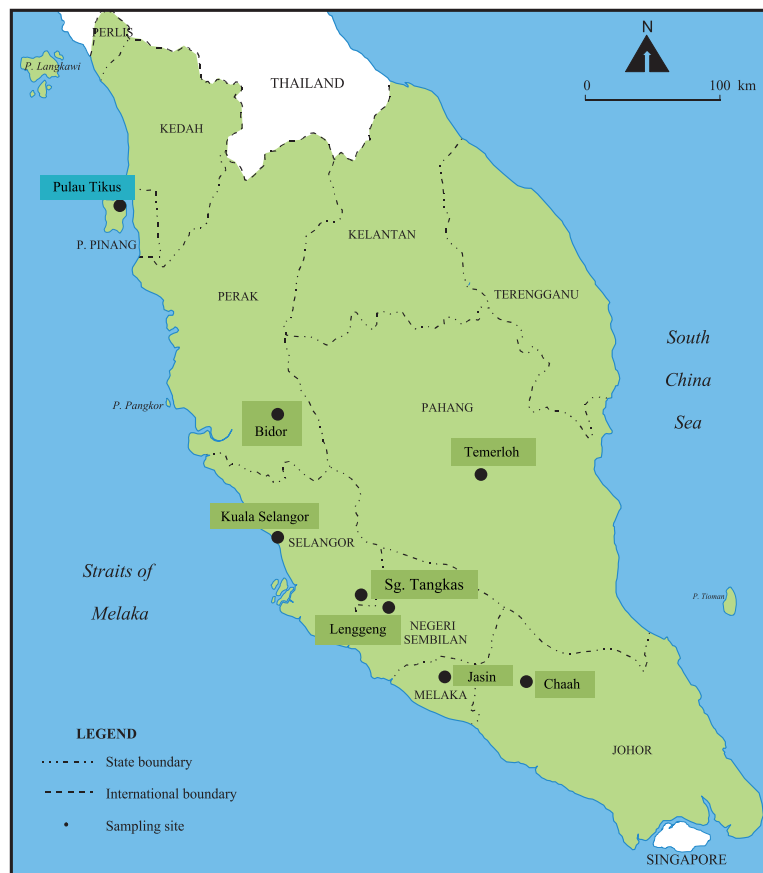 PERLIS
P. Langkawi
THAILAND
N
0 100 km
KEDAH
Pulau Tikus
P. PINANG
KELANTAN
PERAK
TERENGGANU
South
China
Sea
P. Pangkor
PAHANG
Bidor
Temerloh
Kuala Selangor
SELANGOR
Straits of
Melaka
Sg. Tangkas
P. Tioman
Lenggeng
NEGERI
SEMBILAN
Jasin
Chaah
MELAKA
JOHOR
LEGEND
State boundary
International boundary
Sampling site
SINGAPORE